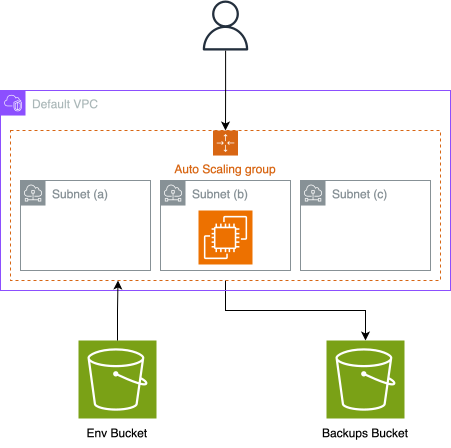 Default VPC
Auto Scaling group
Subnet (a)
Subnet (b)
Subnet (c)
Env Bucket
Backups Bucket